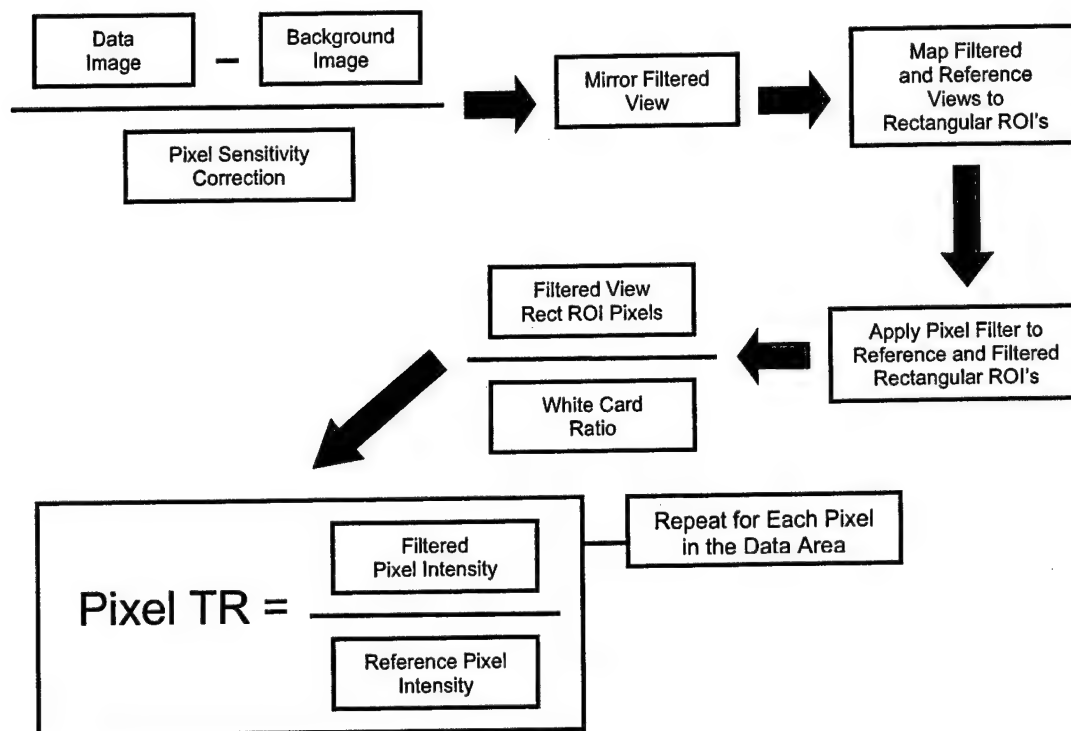 Data
Image
–
Background
Image
Pixel Sensitivity
Correction
Mirror Filtered
View
Map Filtered
and Reference
Views to
Rectangular ROI's
Apply Pixel Filter to
Reference and Filtered
Rectangular ROI's
Filtered View
Rect ROI Pixels
White Card
Ratio
Pixel TR =
Filtered
Pixel Intensity
Reference Pixel
Intensity
Repeat for Each Pixel
in the Data Area